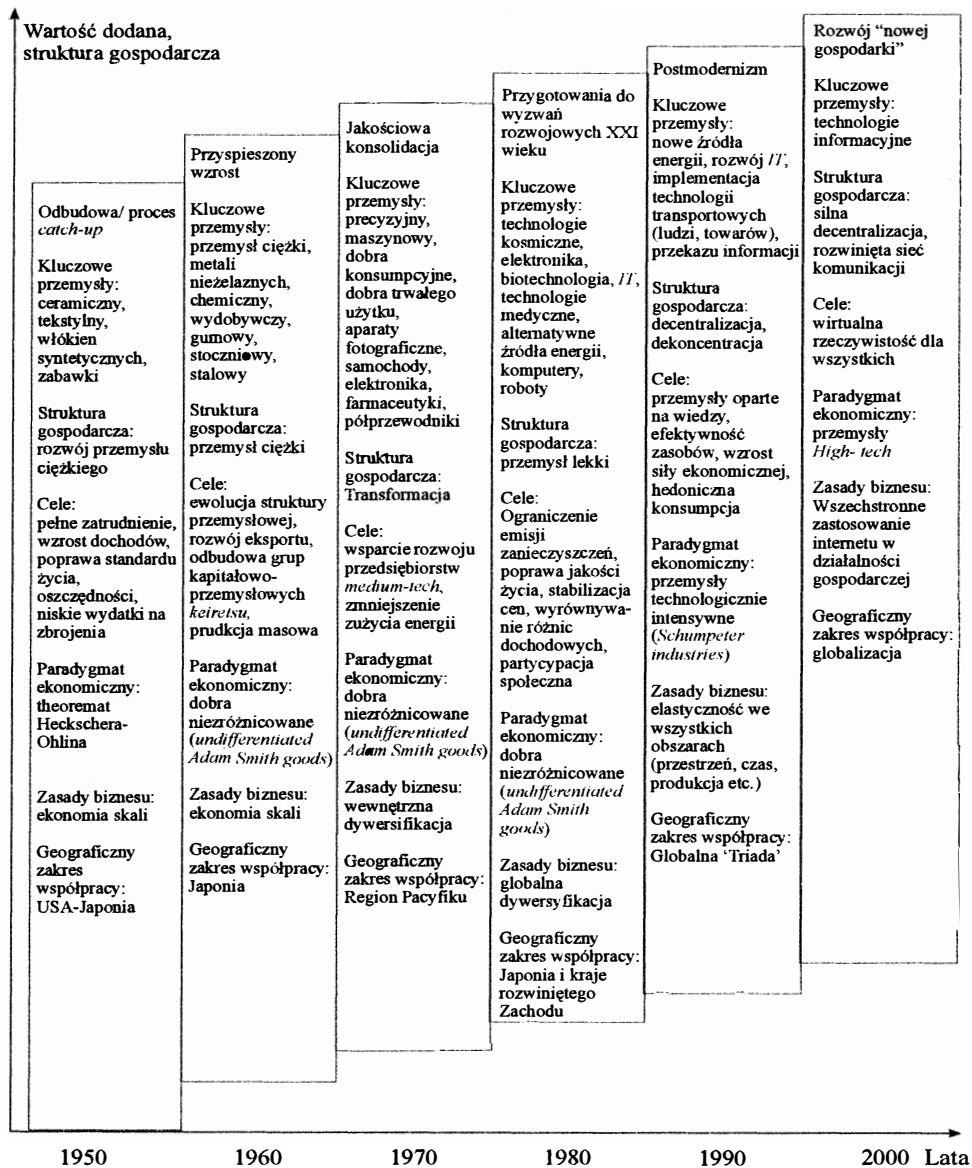 Wartość dodana,
struktura gospodarcza
Odbudowa/ proces
catch-up
Kluczowe
przemysły:
ceramiczny,
tekstylny,
włókien
syntetycznych,
zabawki
Struktura
gospodarcza:
rozwój przemysłu
ciężkiego
Cele:
pełne zatrudnienie,
wzrost dochodów,
poprawa standardu
życia,
oszczędności,
niskie wydatki na
zbrojenia
Paradygmat
ekonomiczny:
theoremat
Heckschera-
Ohlina
Zasady biznesu:
ekonomia skali
Geograficzny
zakres
współpracy:
USA-Japonia
Przyspieszony
wzrost
Kluczowe
przemysły:
przemysł ciężki,
metali
nieżelaznych,
chemiczny,
wydobywczy,
gumowy,
stoczniowy,
stalowy
Struktura
gospodarcza:
przemysł ciężki
Cele:
ewolucja struktury
przemysłowej,
rozwój eksportu,
odbudowa grup
kapitałowo-
przemysłowych
keiretsu,
prudkcja masowa
Paradygmat
ekonomiczny:
dobra
niezróżnicowane
(undifferentiated
Adam Smith goods)
Zasady biznesu:
ekonomia skali
Geograficzny
zakres współpracy:
Japonia
Jakościowa
konsolidacja
Kluczowe
przemysły:
precyzyjny,
maszynowy,
dobra
konsumpcyjne,
dobra trwałego
użytku,
aparaty
fotograficzne,
samochody,
elektronika,
farmaceutyki,
półprzewodniki
Struktura
gospodarcza:
Transformacja
Cele:
wsparcie rozwoju
przedsiębiorstw
medium-tech,
zmniejszenie
zużycia energii
Paradygmat
ekonomiczny:
dobra
niezróżnicowane
(undifferentiated
Adam Smith goods)
Zasady biznesu:
wewnętrzna
dywersifikacja
Geograficzny
zakres współpracy:
Region Pacyfiku
Przygotowania do
wyzwań
rozwojowych XXI
wieku
Kluczowe
przemysły:
technologie
kosmiczne,
elektronika,
biotechnologia, IT,
technologie
medyczne,
alternatywne
źródła energii,
komputery,
roboty
Struktura
gospodarcza:
przemysł lekki
Cele:
Ograniczenie
emisji
zanieczyszczeń,
poprawa jakości
życia, stabilizacja
cen, wyrównywa-
nie różnic
dochodowych,
partycypacja
społeczna
Paradygmat
ekonomiczny:
dobra
niezróżnicowane
(undifferentiated
Adam Smith
goods)
Zasady biznesu:
globalna
dywersyfikacja
Geograficzny
zakres współpracy:
Japonia i kraje
rozwiniętego
Zachodu
Postmodernizm
Kluczowe
przemysły:
nowe źródła
energii, rozwój IT,
implementacja
technologii
transportowych
(ludzi, towarów),
przekazu informacji
Struktura
gospodarcza:
decentralizacja,
dekoncentracja
Cele:
przemysły oparte
na wiedzy,
efektywność
zasobów, wzrost
siły ekonomicznej,
hedoniczna
konsumpcja
Paradygmat
ekonomiczny:
przemysły
technologicznie
intensywne
(Schumpeter
industries)
Zasady biznesu:
elastyczność we
wszystkich
obszarach
(przestrzeń, czas,
produkcja etc.)
Geograficzny
zakres współpracy:
Globalna ‘Triada’
Rozwój “nowej
gospodarki”
Kluczowe
przemysły:
technologie
informacyjne
Struktura
gospodarcza:
silna
decentralizacja,
rozwinięta sieć
komunikacji
Cele:
wirtualna
rzeczywistość dla
wszystkich
Paradygmat
ekonomiczny:
przemysły
High- tech
Zasady biznesu:
Wszechstronne
zastosowanie
internetu w
działalności
gospodarczej
Geograficzny
zakres współpracy:
globalizacja
1950 1960 1970 1980 1990 2000 Lata